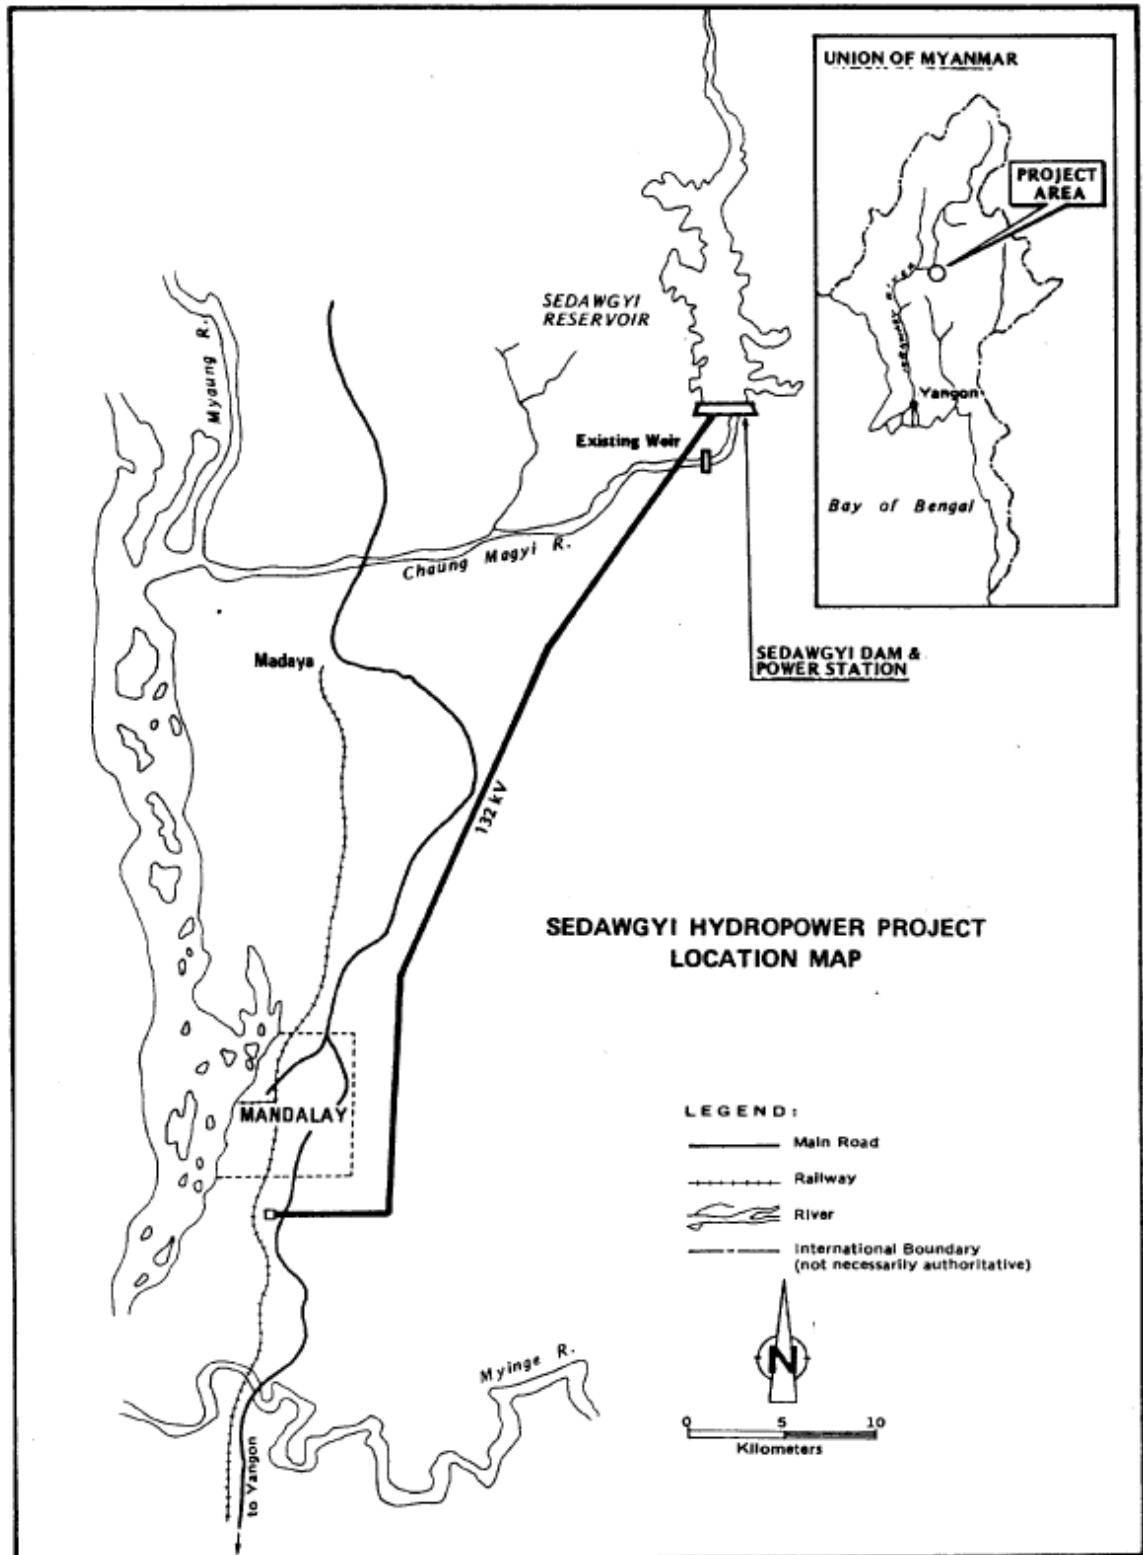 UNION OF MYANMAR
PROJECT
AREA
IRRAWADDY RIVER
Yangon
Bay of Bengal
SEDAWGYI
RESERVOIR
Myaung R.
Existing Weir
Chaung Magyi R.
SEDAWGYI DAM &
POWER STATION
Madaya
132 kV
SEDAWGYI HYDROPOWER PROJECT
LOCATION MAP
MANDALAY
LEGEND:
Main Road
Railway
River
International Boundary
(not necessarily authoritative)
N
Myinge R.
0 5 10
Kilometers
to Yangon